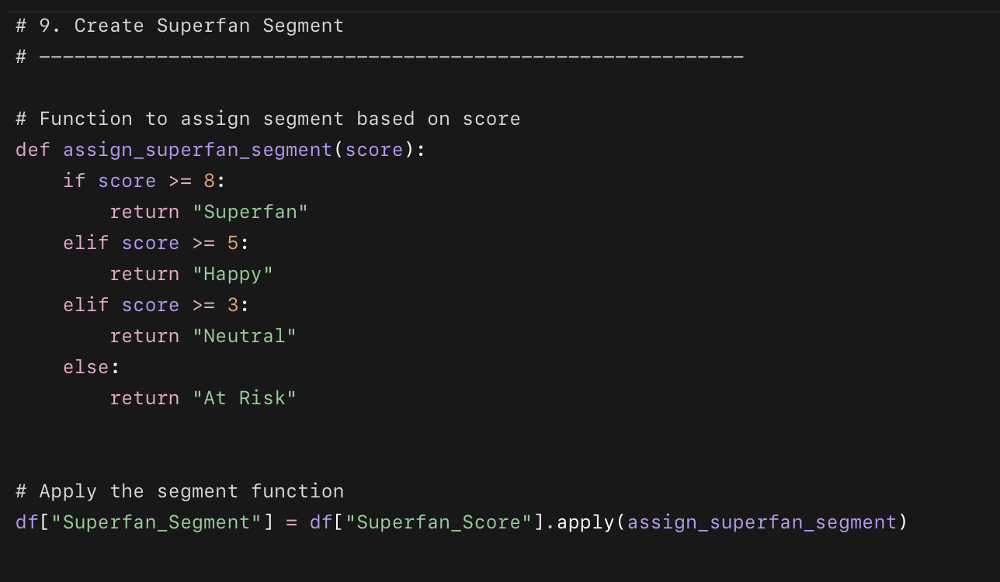 # 9. Create Superfan Segment
# ------------------------------------------------------------
# Function to assign segment based on score
def assign_superfan_segment(score):
    if score >= 8:
        return "Superfan"
    elif score >= 5:
        return "Happy"
    elif score >= 3:
        return "Neutral"
    else:
        return "At Risk"
# Apply the segment function
df["Superfan_Segment"] = df["Superfan_Score"].apply(assign_superfan_segment)